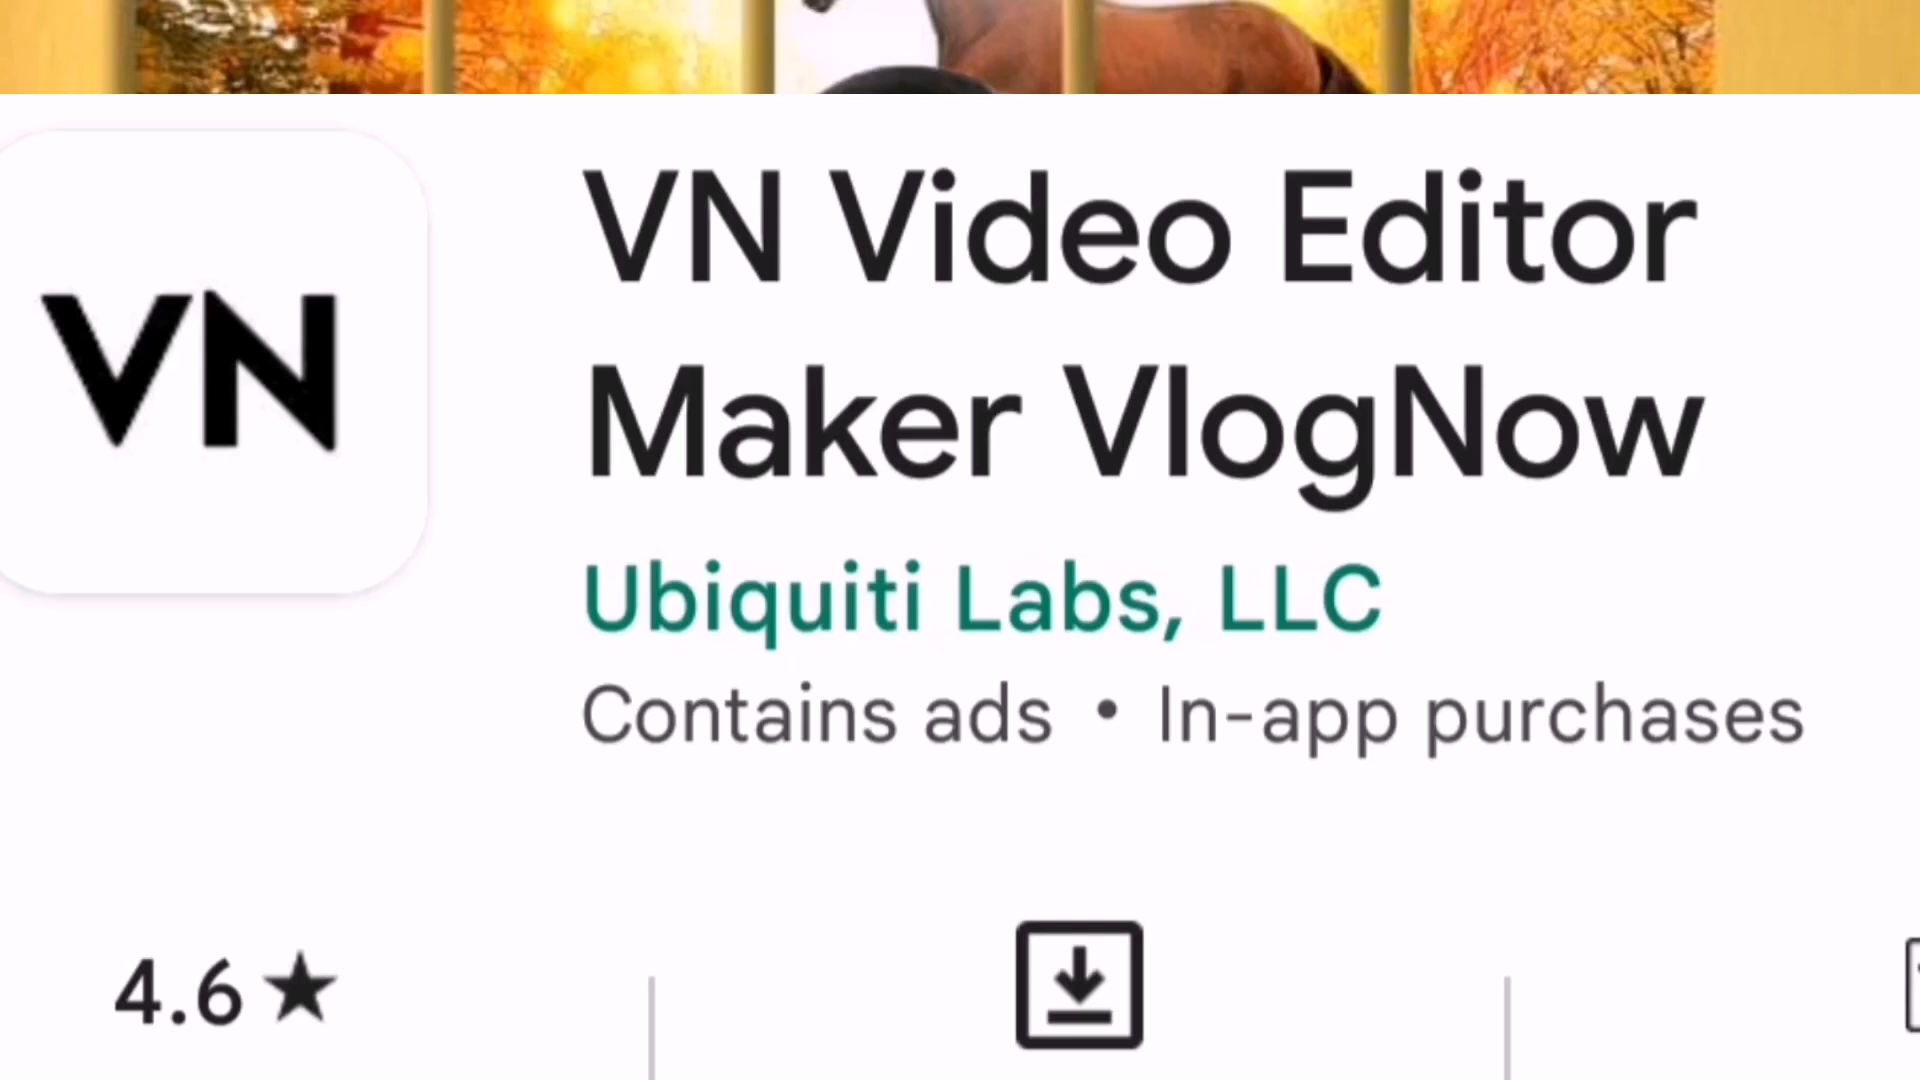 VN
VN Video Editor
Maker VlogNow
Ubiquiti Labs, LLC
Contains ads • In-app purchases
4.6★